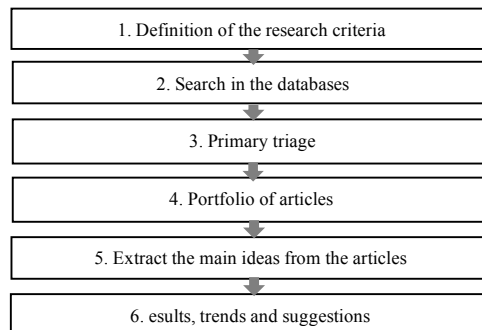 1. Definition of the research criteria
2. Search in the databases
3. Primary triage
4. Portfolio of articles
5. Extract the main ideas from the articles
6. esults, trends and suggestions